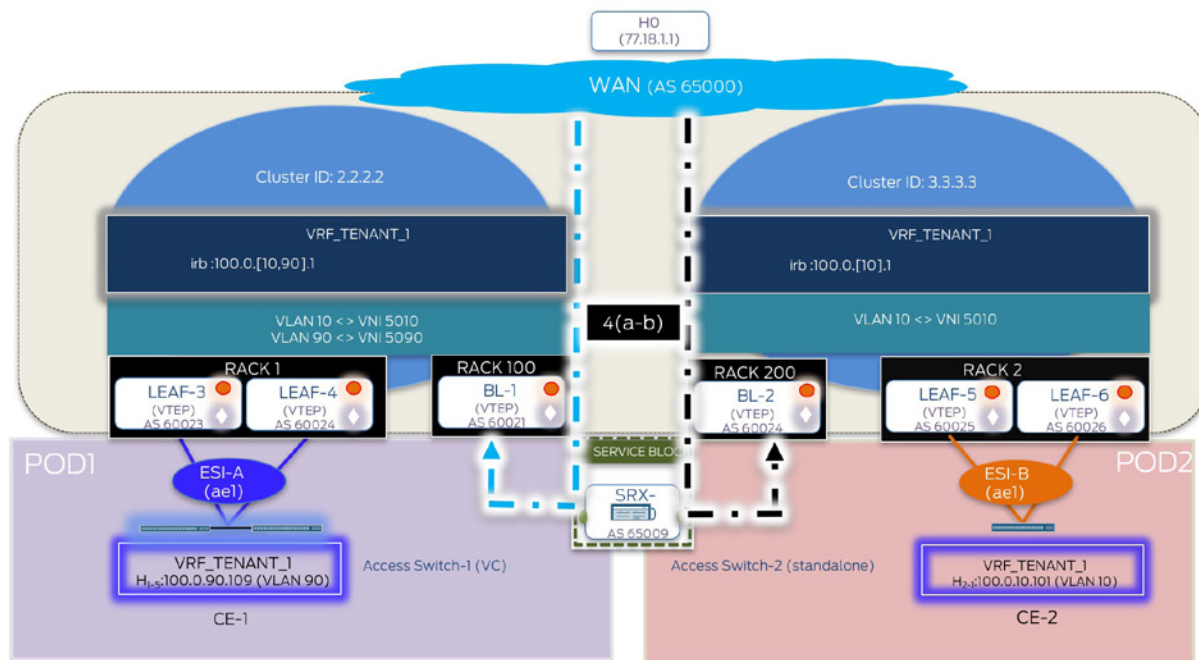 H0
(77.18.1.1)
WAN (AS 65000)
Cluster ID: 2.2.2.2
Cluster ID: 3.3.3.3
VRF_TENANT_1
irb :100.0.[10,90].1
VRF_TENANT_1
irb :100.0.[10].1
VLAN 10 <> VNI 5010
VLAN 90 <> VNI 5090
4(a-b)
VLAN 10 <> VNI 5010
RACK 1
LEAF-3
(VTEP)
AS 60023
LEAF-4
(VTEP)
AS 60024
RACK 100
BL-1
(VTEP)
AS 60021
RACK 200
BL-2
(VTEP)
AS 60024
RACK 2
LEAF-5
(VTEP)
AS 60025
LEAF-6
(VTEP)
AS 60026
POD1
SERVICE BLOC
POD2
ESI-A
(ae1)
SRX-
AS 65009
ESI-B
(ae1)
VRF_TENANT_1
H1-5:100.0.90.109 (VLAN 90)
Access Switch-1 (VC)
Access Switch-2 (standalone)
VRF_TENANT_1
H2-1:100.0.10.101 (VLAN 10)
CE-1
CE-2